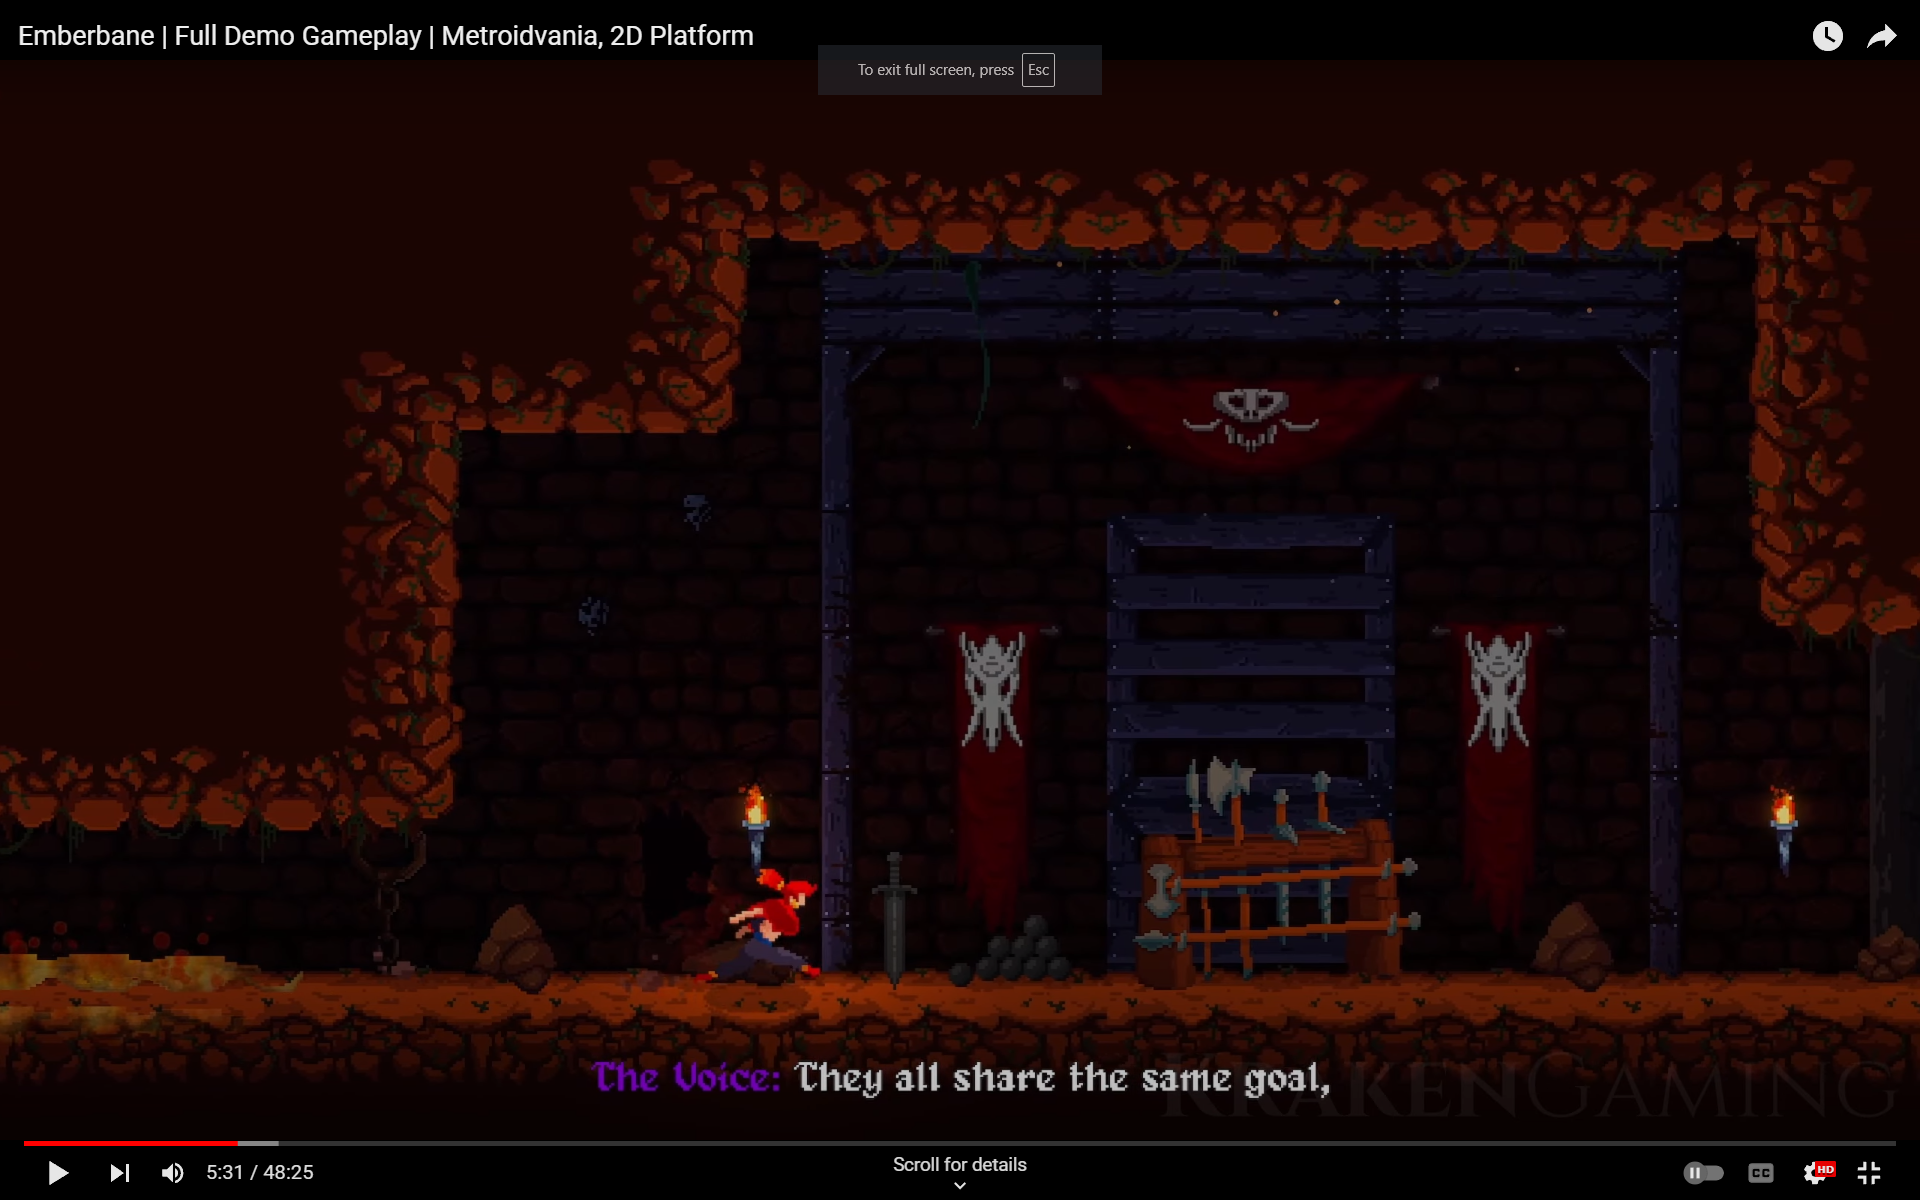 Emberbane | Full Demo Gameplay | Metroidvania, 2D Platform
To exit full screen, press Esc
The Voice: They all share the same goal,
KRAKENGAMING
5:31 / 48:25
Scroll for details
CC
HD